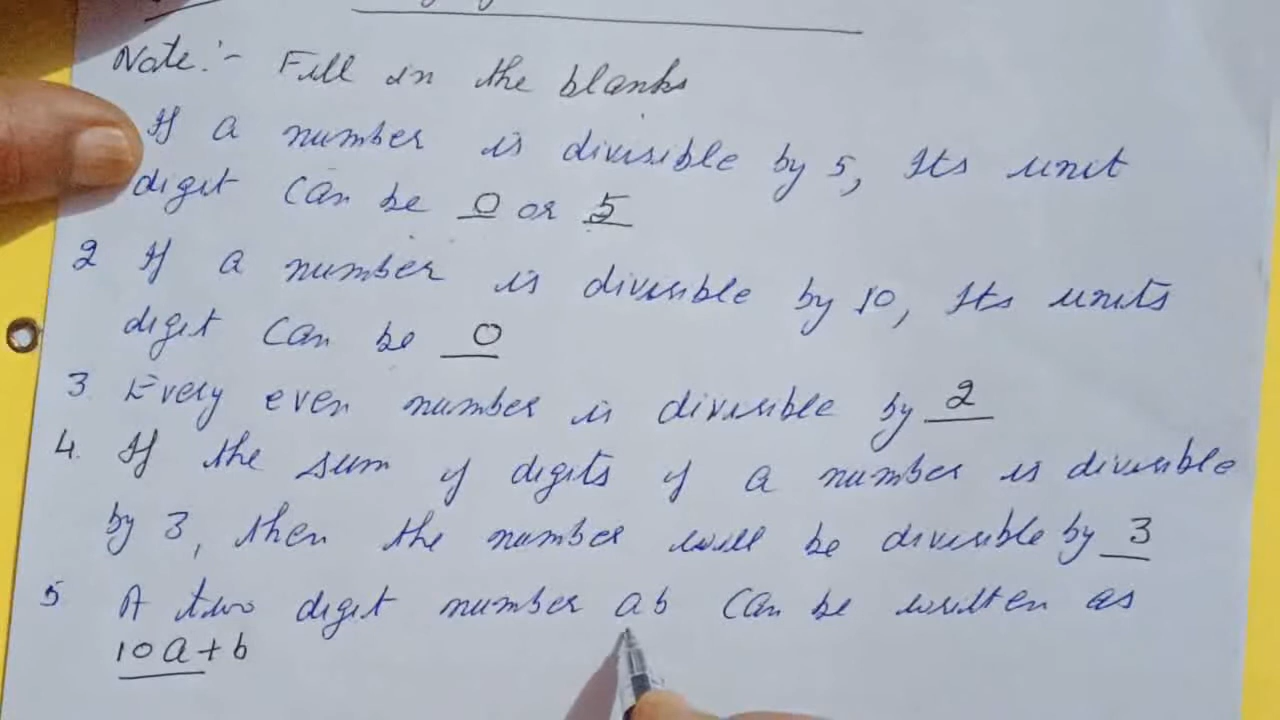 Note:- Fill in the blanks
If a number is divisible by 5, Its unit
digit can be 0 or 5
2 If a number is divisible by 10, Its units
digit can be 0
3. Every even number is divisible by 2
4. If the sum of digits of a number is divisible
by 3, then the number will be divisible by 3
5 A two digit number ab can be written as
10a+b